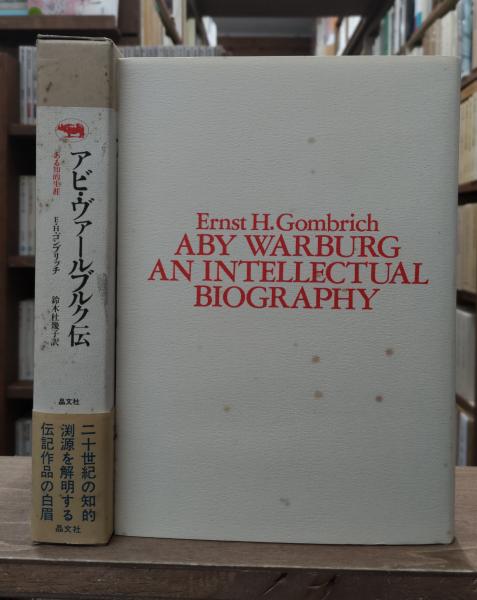 アビ・ヴァールブルク伝
ある知的生涯
E・H・ゴンブリッチ
鈴木杜幾子訳
晶文社
二十世紀の知的
渕源を解明する
伝記作品の白眉
晶文社
Ernst H. Gombrich
ABY WARBURG
AN INTELLECTUAL
BIOGRAPHY